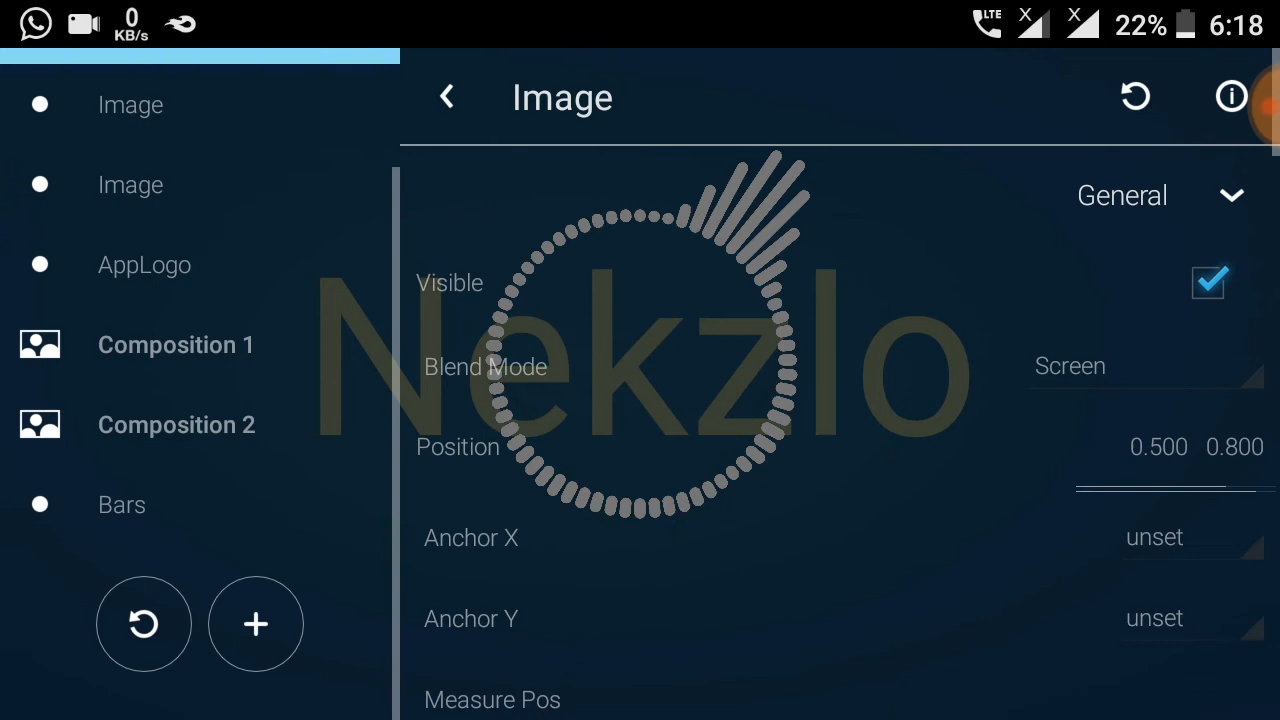 0
KB/s
LTE
X
X
22%
6:18
Image
Image
AppLogo
Composition 1
Composition 2
Bars
Image
General
Visible
Blend Mode
Screen
Position
0.500 0.800
Anchor X
unset
Anchor Y
unset
Measure Pos
Nekzlo